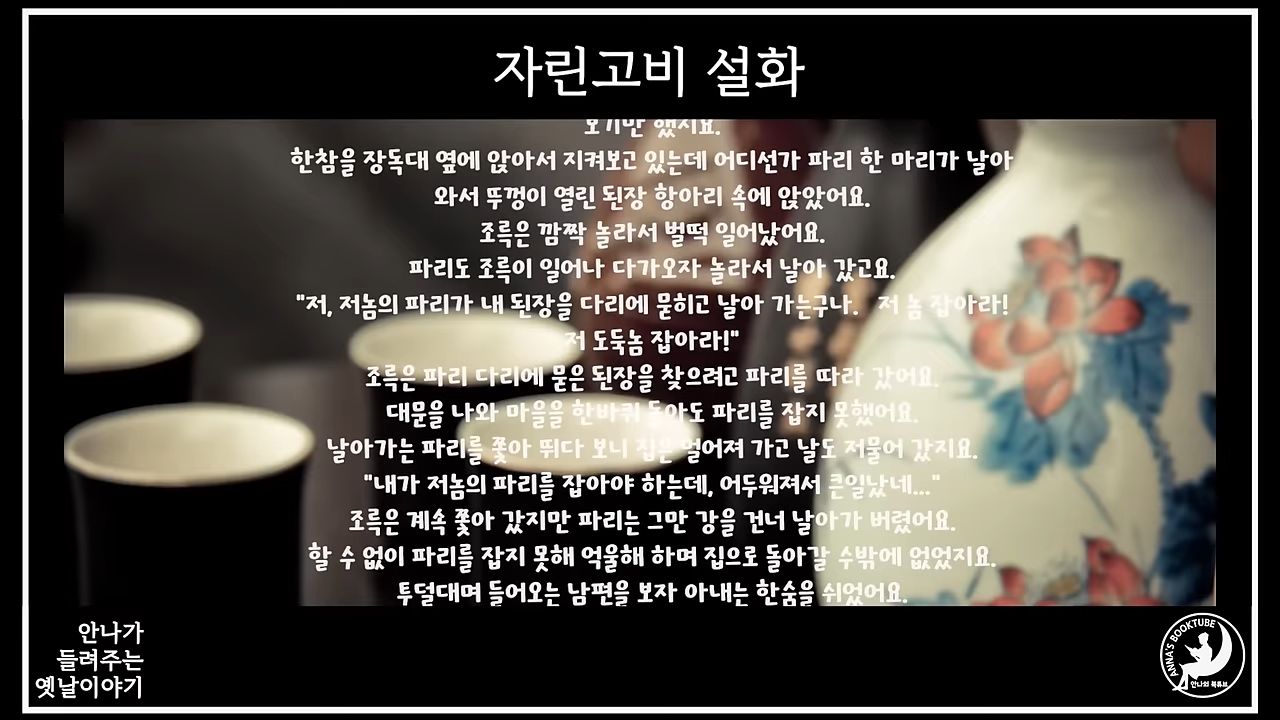 자린고비 설화
보기만 했지요.
한참을 장독대 옆에 앉아서 지켜보고 있는데 어디선가 파리 한 마리가 날아
와서 뚜껑이 열린 된장 항아리 속에 앉았어요.
조륵은 깜짝 놀라서 벌떡 일어났어요.
파리도 조륵이 일어나 다가오자 놀라서 날아 갔고요.
"저, 저놈의 파리가 내 된장을 다리에 묻히고 날아 가는구나. 저 놈 잡아라!
저 도둑놈 잡아라!"
조륵은 파리 다리에 묻은 된장을 찾으려고 파리를 따라 갔어요.
대문을 나와 마을을 한바퀴 돌아도 파리를 잡지 못했어요.
날아가는 파리를 쫓아 뛰다 보니 집은 멀어져 가고 날도 저물어 갔지요.
"내가 저놈의 파리를 잡아야 하는데, 어두워져서 큰일났네..."
조륵은 계속 쫓아 갔지만 파리는 그만 강을 건너 날아가 버렸어요.
할 수 없이 파리를 잡지 못해 억울해 하며 집으로 돌아갈 수밖에 없었지요.
투덜대며 들어오는 남편을 보자 아내는 한숨을 쉬었어요.
안나가
들려주는
옛날이야기
ANNA'S BOOKTUBE
안나의 북튜브